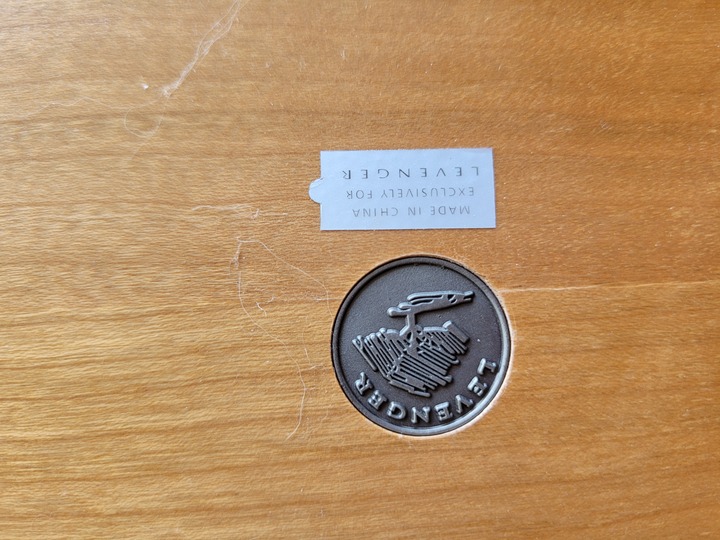 MADE IN CHINA
EXCLUSIVELY FOR
LEVENGER
LEVENGER